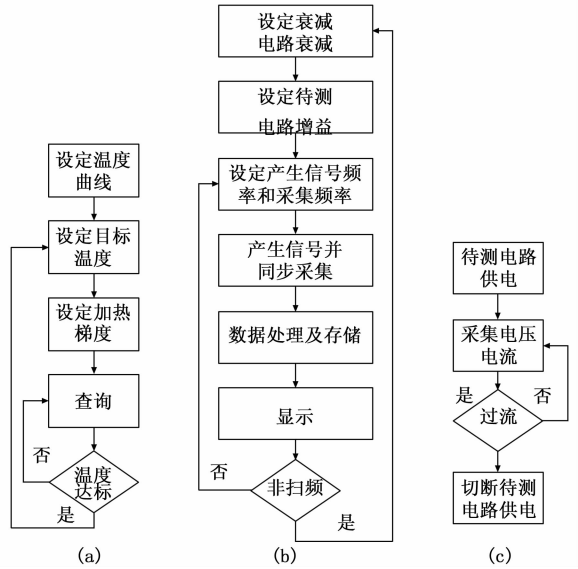 设定温度
曲线
设定目标
温度
设定加热
梯度
查询
否
温度
达标
是
(a)
设定衰减
电路衰减
设定待测
电路增益
设定产生信号频
率和采集频率
产生信号并
同步采集
数据处理及存储
显示
否
非扫频
是
(b)
待测电路
供电
采集电压
电流
是
否
过流
切断待测
电路供电
(c)